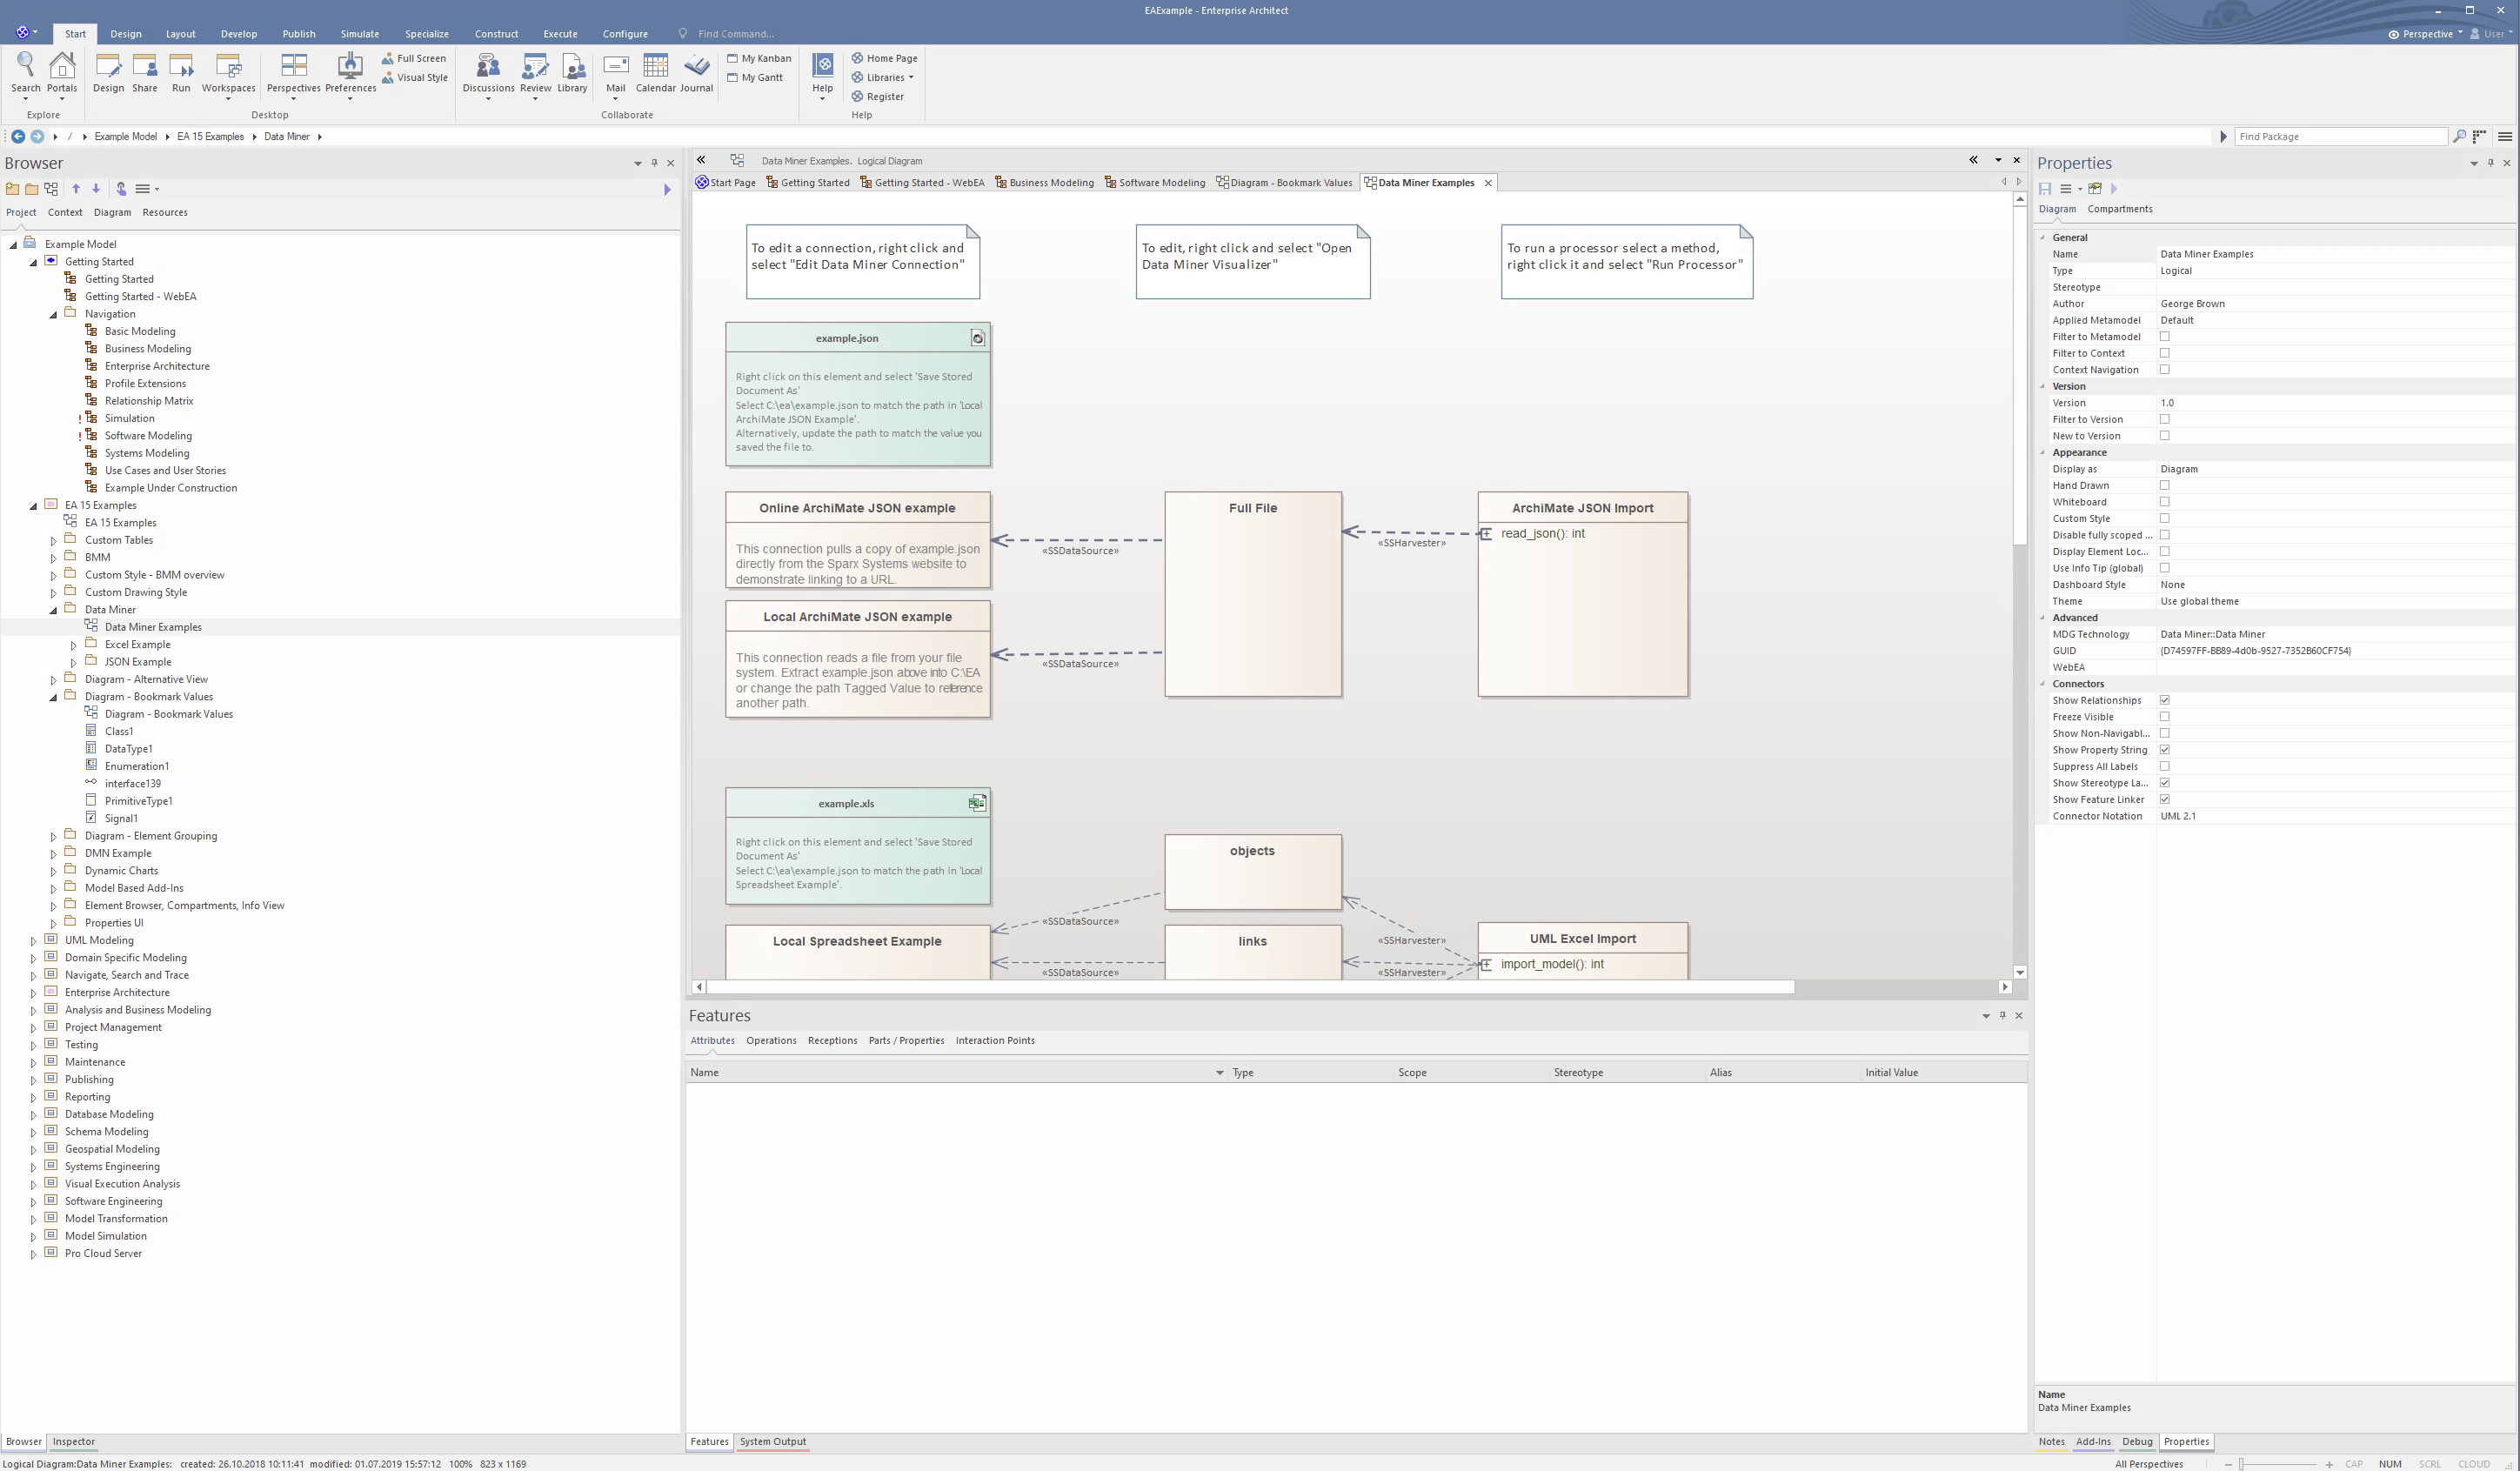 EAExample - Enterprise Architect
Start Design Layout Develop Publish Simulate Specialize Construct Execute Configure Find Command... Perspective User
Search Portals Design Share Run Workspaces Perspectives Preferences Full Screen Visual Style Discussions Review Library Mail Calendar Journal My Kanban My Gantt Help Home Page Libraries Register
Explore Desktop Collaborate Help
/ Example Model EA 15 Examples Data Miner Find Package
Browser
Project Context Diagram Resources
Example Model
Getting Started
Getting Started
Getting Started - WebEA
Navigation
Basic Modeling
Business Modeling
Enterprise Architecture
Profile Extensions
Relationship Matrix
! Simulation
! Software Modeling
Systems Modeling
Use Cases and User Stories
Example Under Construction
EA 15 Examples
EA 15 Examples
Custom Tables
BMM
Custom Style - BMM overview
Custom Drawing Style
Data Miner
Data Miner Examples
Excel Example
JSON Example
Diagram - Alternative View
Diagram - Bookmark Values
Diagram - Bookmark Values
Class1
DataType1
Enumeration1
interface139
PrimitiveType1
Signal1
Diagram - Element Grouping
DMN Example
Dynamic Charts
Model Based Add-Ins
Element Browser, Compartments, Info View
Properties UI
UML Modeling
Domain Specific Modeling
Navigate, Search and Trace
Enterprise Architecture
Analysis and Business Modeling
Project Management
Testing
Maintenance
Publishing
Reporting
Database Modeling
Schema Modeling
Geospatial Modeling
Systems Engineering
Visual Execution Analysis
Software Engineering
Model Transformation
Model Simulation
Pro Cloud Server
Browser Inspector
Data Miner Examples. Logical Diagram
Start Page Getting Started Getting Started - WebEA Business Modeling Software Modeling Diagram - Bookmark Values Data Miner Examples
To edit a connection, right click and
select "Edit Data Miner Connection"
To edit, right click and select "Open
Data Miner Visualizer"
To run a processor select a method,
right click it and select "Run Processor"
example.json
Right click on this element and select 'Save Stored
Document As'
Select C:\ea\example.json to match the path in 'Local
ArchiMate JSON Example'.
Alternatively, update the path to match the value you
saved the file to.
Online ArchiMate JSON example
This connection pulls a copy of example.json
directly from the Sparx Systems website to
demonstrate linking to a URL.
«SSDataSource»
Full File
«SSHarvester»
ArchiMate JSON Import
read_json(): int
Local ArchiMate JSON example
This connection reads a file from your file
system. Extract example.json above into C:\EA
or change the path Tagged Value to reference
another path.
«SSDataSource»
example.xls
Right click on this element and select 'Save Stored
Document As'
Select C:\ea\example.json to match the path in 'Local
Spreadsheet Example'.
objects
«SSDataSource»
Local Spreadsheet Example
«SSDataSource»
links
«SSHarvester»
«SSHarvester»
UML Excel Import
import_model(): int
Features
Attributes Operations Receptions Parts / Properties Interaction Points
Name Type Scope Stereotype Alias Initial Value
Features System Output
Properties
Diagram Compartments
General
Name Data Miner Examples
Type Logical
Stereotype
Author George Brown
Applied Metamodel Default
Filter to Metamodel
Filter to Context
Context Navigation
Version
Version 1.0
Filter to Version
New to Version
Appearance
Display as Diagram
Hand Drawn
Whiteboard
Custom Style
Disable fully scoped ...
Display Element Loc...
Use Info Tip (global)
Dashboard Style None
Theme Use global theme
Advanced
MDG Technology Data Miner::Data Miner
GUID {D74597FF-BB89-4d0b-9527-7352B60CF754}
WebEA
Connectors
Show Relationships
Freeze Visible
Show Non-Navigabl...
Show Property String
Suppress All Labels
Show Stereotype La...
Show Feature Linker
Connector Notation UML 2.1
Name
Data Miner Examples
Notes Add-Ins Debug Properties
Logical Diagram:Data Miner Examples: created: 26.10.2018 10:11:41 modified: 01.07.2019 15:57:12 100% 823 x 1169
All Perspectives CAP NUM SCRL CLOUD